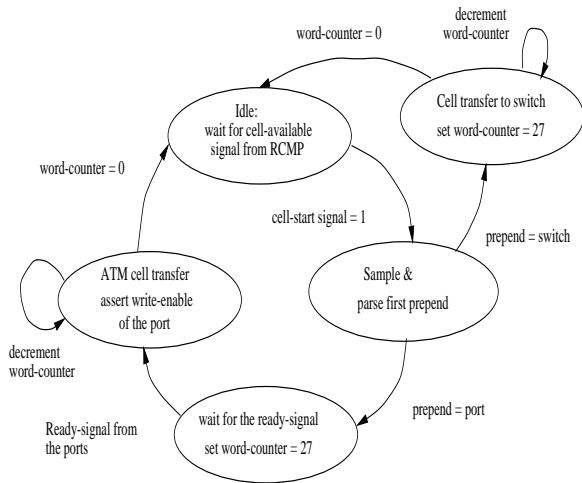 decrement
word-counter
word-counter = 0
Cell transfer to switch
set word-counter = 27
Idle:
wait for cell-available
signal from RCMP
word-counter = 0
cell-start signal = 1
prepend = switch
Sample &
parse first prepend
ATM cell transfer
assert write-enable
of the port
decrement
word-counter
prepend = port
Ready-signal from
the ports
wait for the ready-signal
set word-counter = 27